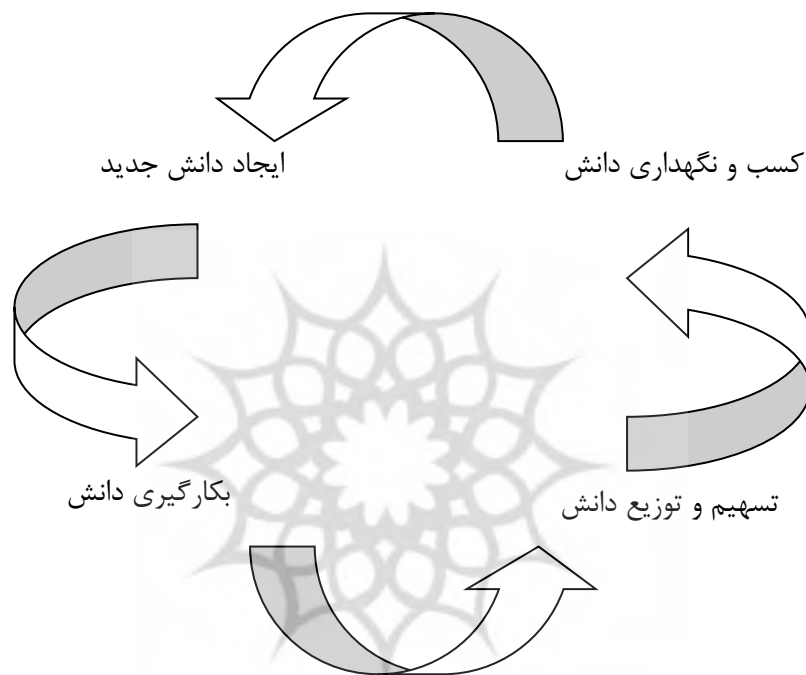 کسب و نگهداری دانش
ایجاد دانش جدید
تسهیم و توزیع دانش
بکارگیری دانش